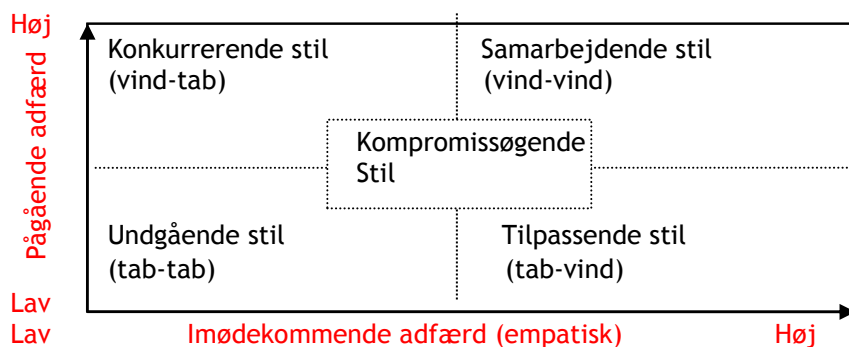 Høj
Pågående adfærd
Konkurrerende stil
(vind-tab)
Samarbejdende stil
(vind-vind)
Kompromissøgende
Stil
Undgående stil
(tab-tab)
Tilpassende stil
(tab-vind)
Lav
Lav
Imødekommende adfærd (empatisk)
Høj